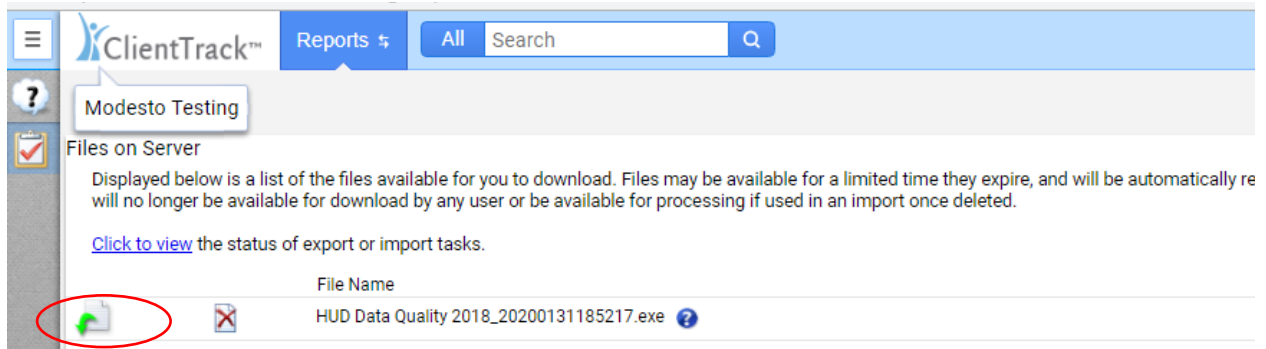 ClientTrack™ Reports All Search
Modesto Testing
Files on Server
Displayed below is a list of the files available for you to download. Files may be available for a limited time they expire, and will be automatically re
will no longer be available for download by any user or be available for processing if used in an import once deleted.
Click to view the status of export or import tasks.
File Name
HUD Data Quality 2018_20200131185217.exe